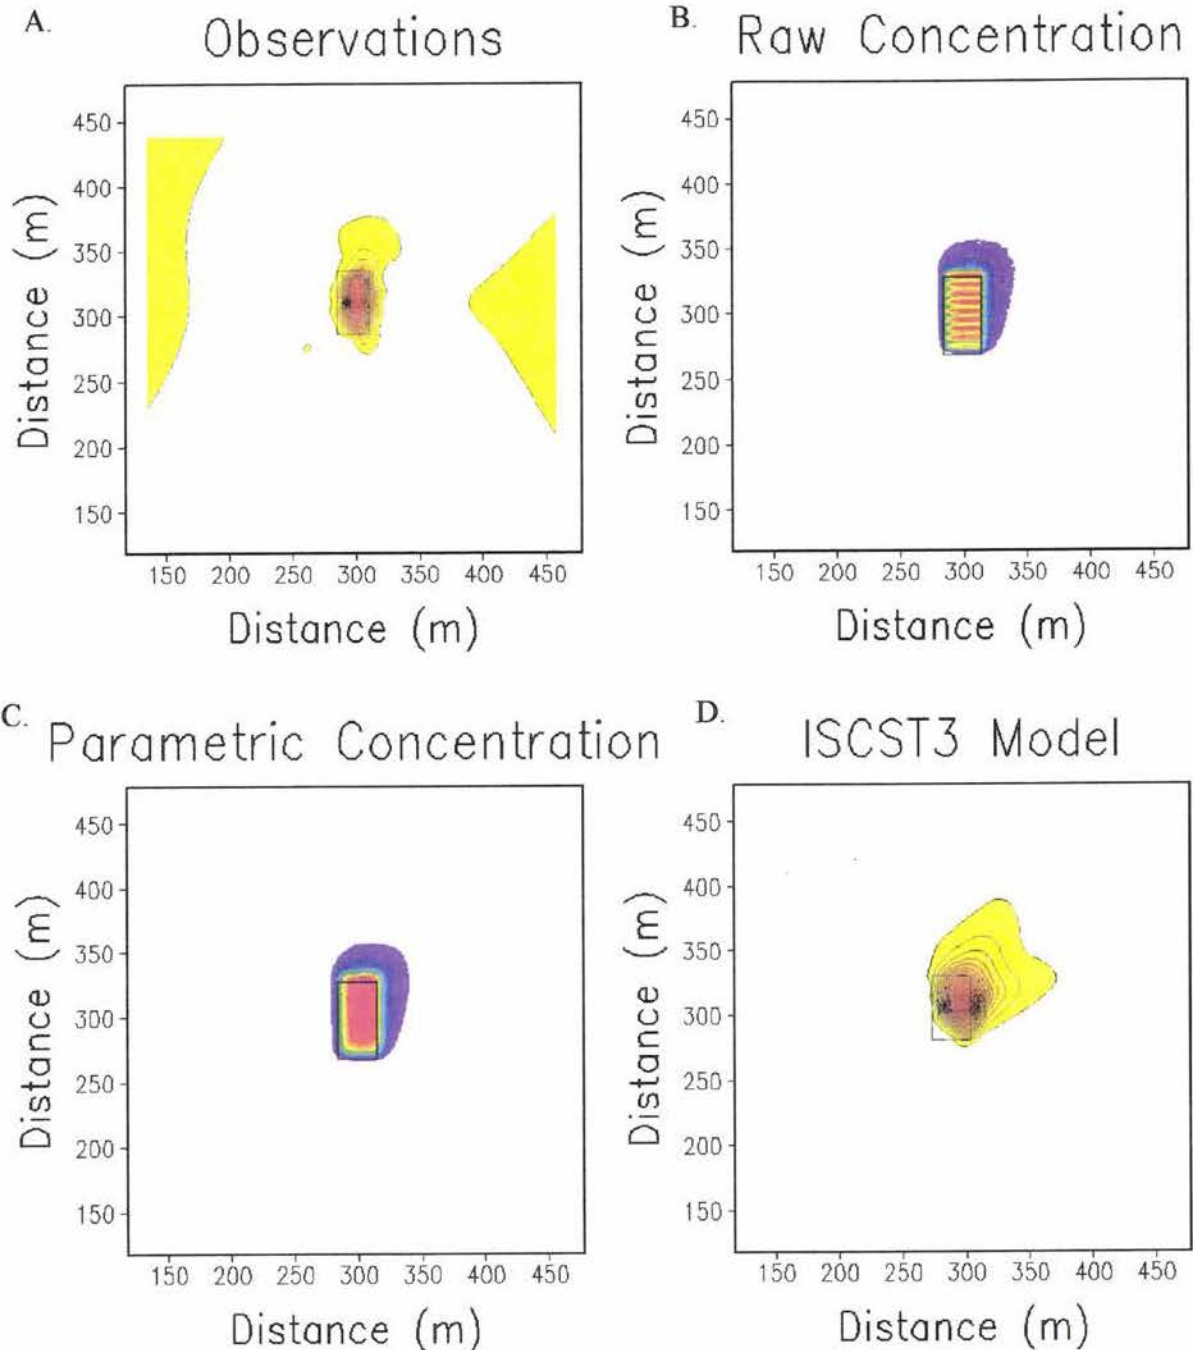 A.
Observations
450
400
350
300
250
200
150
150 200 250 300 350 400 450
Distance (m)
Distance (m)
B.
Raw Concentration
450
400
350
300
250
200
150
150 200 250 300 350 400 450
Distance (m)
Distance (m)
C.
Parametric Concentration
450
400
350
300
250
200
150
150 200 250 300 350 400 450
Distance (m)
Distance (m)
D.
ISCST3 Model
450
400
350
300
250
200
150
150 200 250 300 350 400 450
Distance (m)
Distance (m)